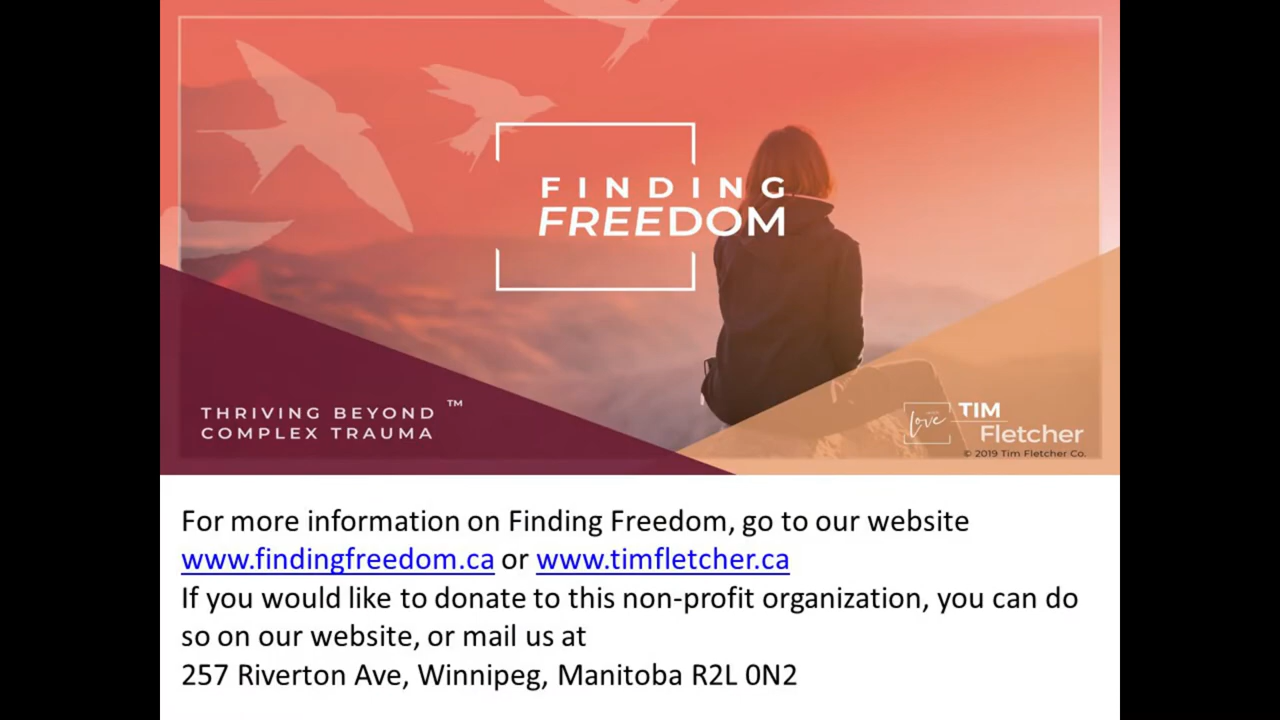 FINDING
FREEDOM
THRIVING BEYOND ™
COMPLEX TRAUMA
Love
TIM
Fletcher
© 2019 Tim Fletcher Co.
For more information on Finding Freedom, go to our website
www.findingfreedom.ca or www.timfletcher.ca
If you would like to donate to this non-profit organization, you can do
so on our website, or mail us at
257 Riverton Ave, Winnipeg, Manitoba R2L 0N2